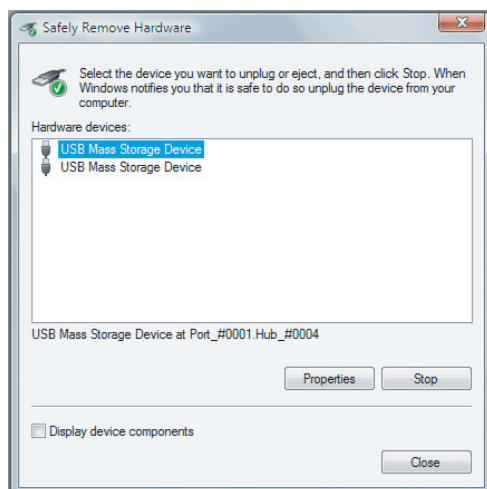 Safely Remove Hardware
Select the device you want to unplug or eject, and then click Stop. When
Windows notifies you that it is safe to do so unplug the device from your
computer.
Hardware devices:
USB Mass Storage Device
USB Mass Storage Device
USB Mass Storage Device at Port_#0001.Hub_#0004
Properties
Stop
Display device components
Close